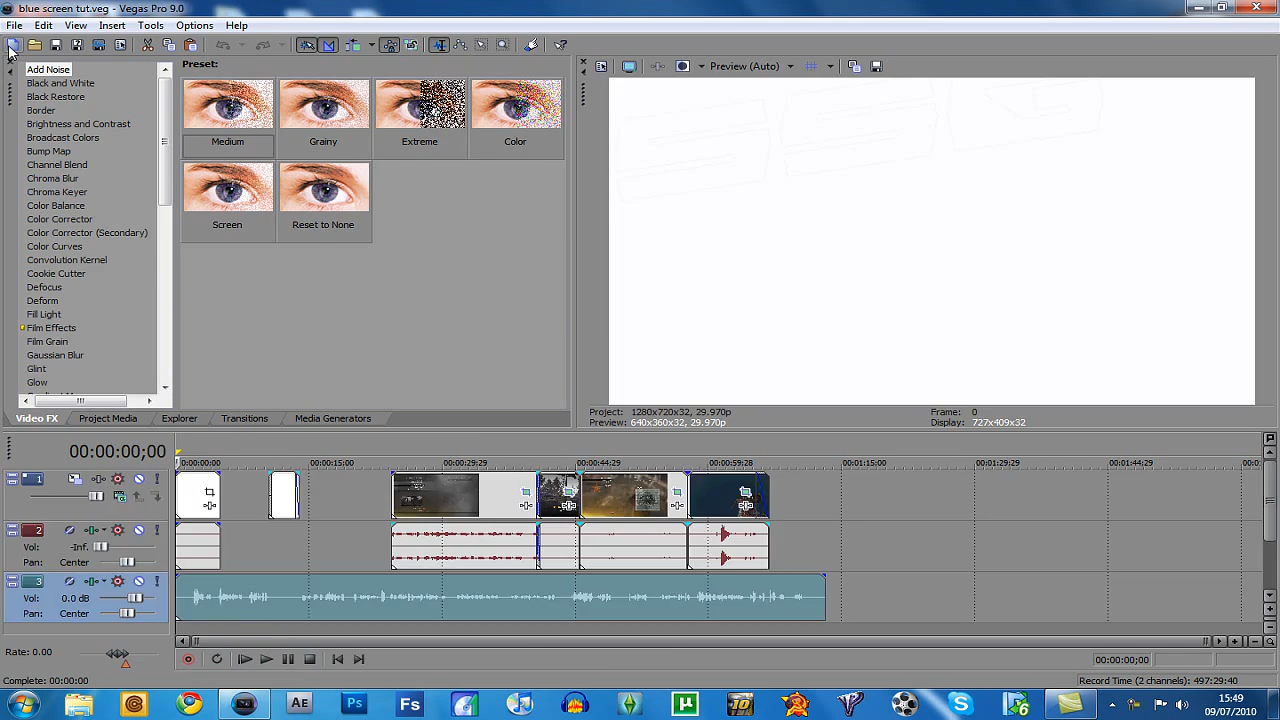 blue screen tut.veg - Vegas Pro 9.0
File Edit View Insert Tools Options Help
Add Noise
Black and White
Black Restore
Border
Brightness and Contrast
Broadcast Colors
Bump Map
Channel Blend
Chroma Blur
Chroma Keyer
Color Balance
Color Corrector
Color Corrector (Secondary)
Color Curves
Convolution Kernel
Cookie Cutter
Defocus
Deform
Fill Light
Film Effects
Film Grain
Gaussian Blur
Glint
Glow
Preset:
Medium Grainy Extreme Color
Screen Reset to None
Preview (Auto)
Project: 1280x720x32, 29.970p Frame: 0
Preview: 640x360x32, 29.970p Display: 727x409x32
Video FX Project Media Explorer Transitions Media Generators
00:00:00;00
00:00:00 00:00:15:00 00:00:29:29 00:00:44:29 00:00:59:28 00:01:15:00 00:01:29:29 00:01:44:29 00:0
1
2
Vol: -Inf.
Pan: Center
3
Vol: 0.0 dB
Pan: Center
Rate: 0.00
00:00:00;00
Complete: 00:00:00 Record Time (2 channels): 497:29:40
AE Ps Fs
15:49
09/07/2010